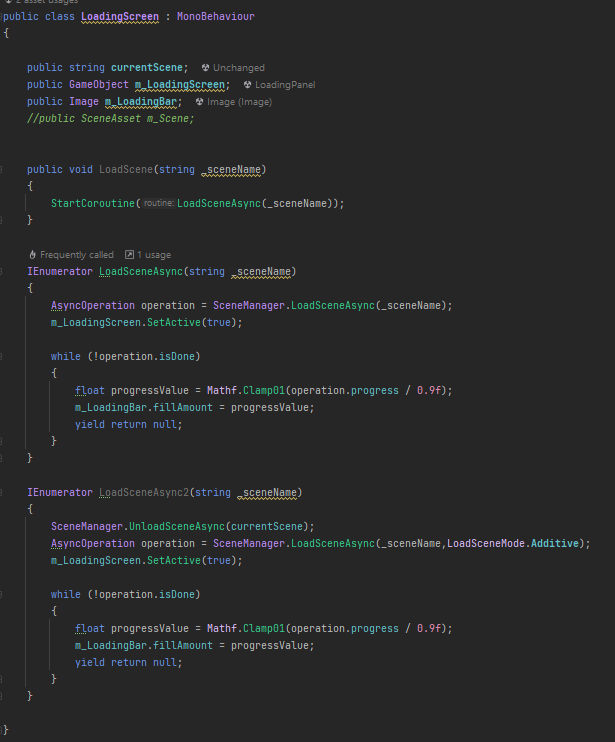 2 asset usages
public class LoadingScreen : MonoBehaviour
{
public string currentScene; Unchanged
public GameObject m_LoadingScreen; LoadingPanel
public Image m_LoadingBar; Image (Image)
//public SceneAsset m_Scene;
public void LoadScene(string _sceneName)
{
StartCoroutine(routine:LoadSceneAsync(_sceneName));
}
Frequently called 1 usage
IEnumerator LoadSceneAsync(string _sceneName)
{
AsyncOperation operation = SceneManager.LoadSceneAsync(_sceneName);
m_LoadingScreen.SetActive(true);
while (!operation.isDone)
{
float progressValue = Mathf.Clamp01(operation.progress / 0.9f);
m_LoadingBar.fillAmount = progressValue;
yield return null;
}
}
IEnumerator LoadSceneAsync2(string _sceneName)
{
SceneManager.UnloadSceneAsync(currentScene);
AsyncOperation operation = SceneManager.LoadSceneAsync(_sceneName,LoadSceneMode.Additive);
m_LoadingScreen.SetActive(true);
while (!operation.isDone)
{
float progressValue = Mathf.Clamp01(operation.progress / 0.9f);
m_LoadingBar.fillAmount = progressValue;
yield return null;
}
}
}